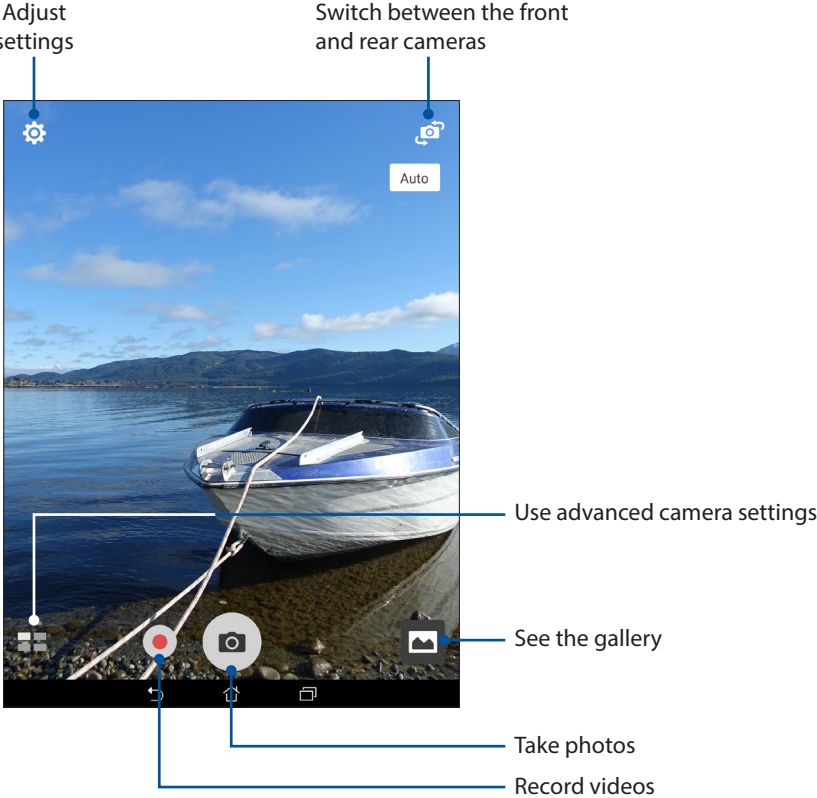 Adjust
settings
Switch between the front
and rear cameras
Auto
Use advanced camera settings
See the gallery
Take photos
Record videos